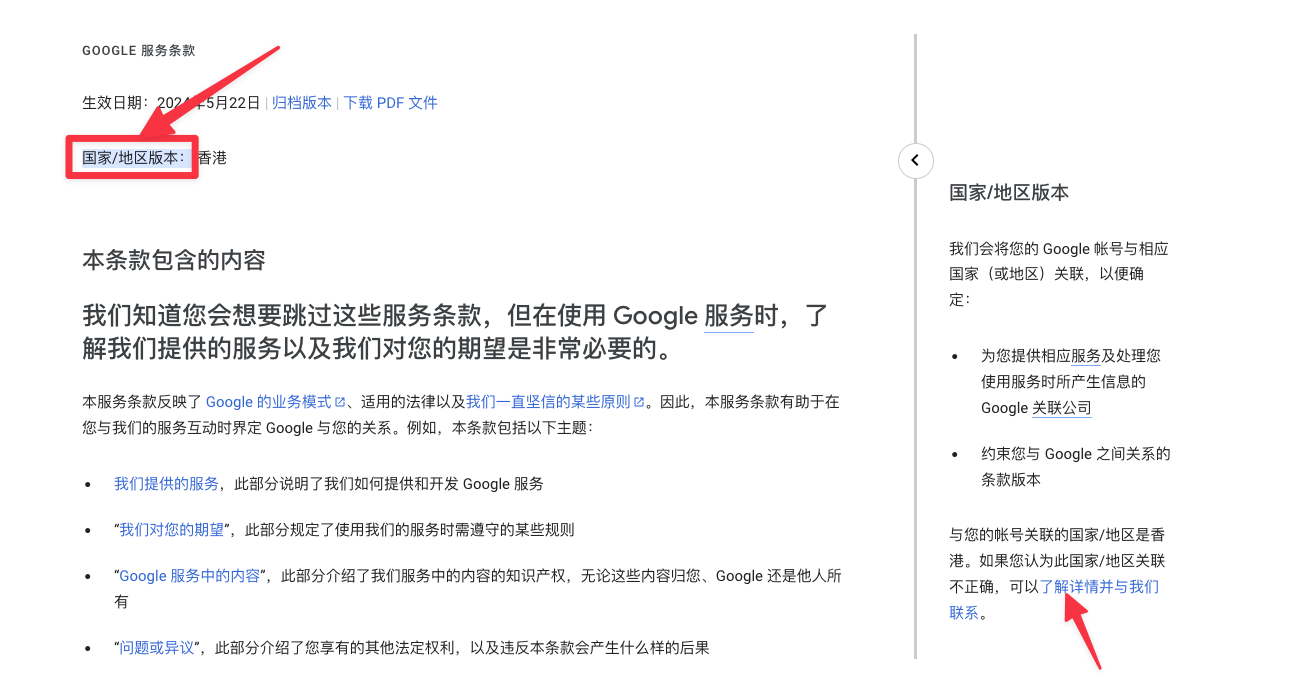 GOOGLE 服务条款
生效日期：2024年5月22日 | 归档版本 | 下载 PDF 文件
国家/地区版本： 香港
本条款包含的内容
我们知道您会想要跳过这些服务条款，但在使用 Google 服务时，了
解我们提供的服务以及我们对您的期望是非常必要的。
本服务条款反映了 Google 的业务模式、适用的法律以及我们一直坚信的某些原则。因此，本服务条款有助于在
您与我们的服务互动时界定 Google 与您的关系。例如，本条款包括以下主题：
• 我们提供的服务，此部分说明了我们如何提供和开发 Google 服务
• “我们对您的期望”，此部分规定了使用我们的服务时需遵守的某些规则
• “Google 服务中的内容”，此部分介绍了我们服务中的内容的知识产权，无论这些内容归您、Google 还是他人所
有
• “问题或异议”，此部分介绍了您享有的其他法定权利，以及违反本条款会产生什么样的后果
国家/地区版本
我们会将您的 Google 帐号与相应
国家（或地区）关联，以便确
定：
• 为您提供相应服务及处理您
使用服务时所产生信息的
Google 关联公司
• 约束您与 Google 之间关系的
条款版本
与您的帐号关联的国家/地区是香
港。如果您认为此国家/地区关联
不正确，可以了解详情并与我们
联系。